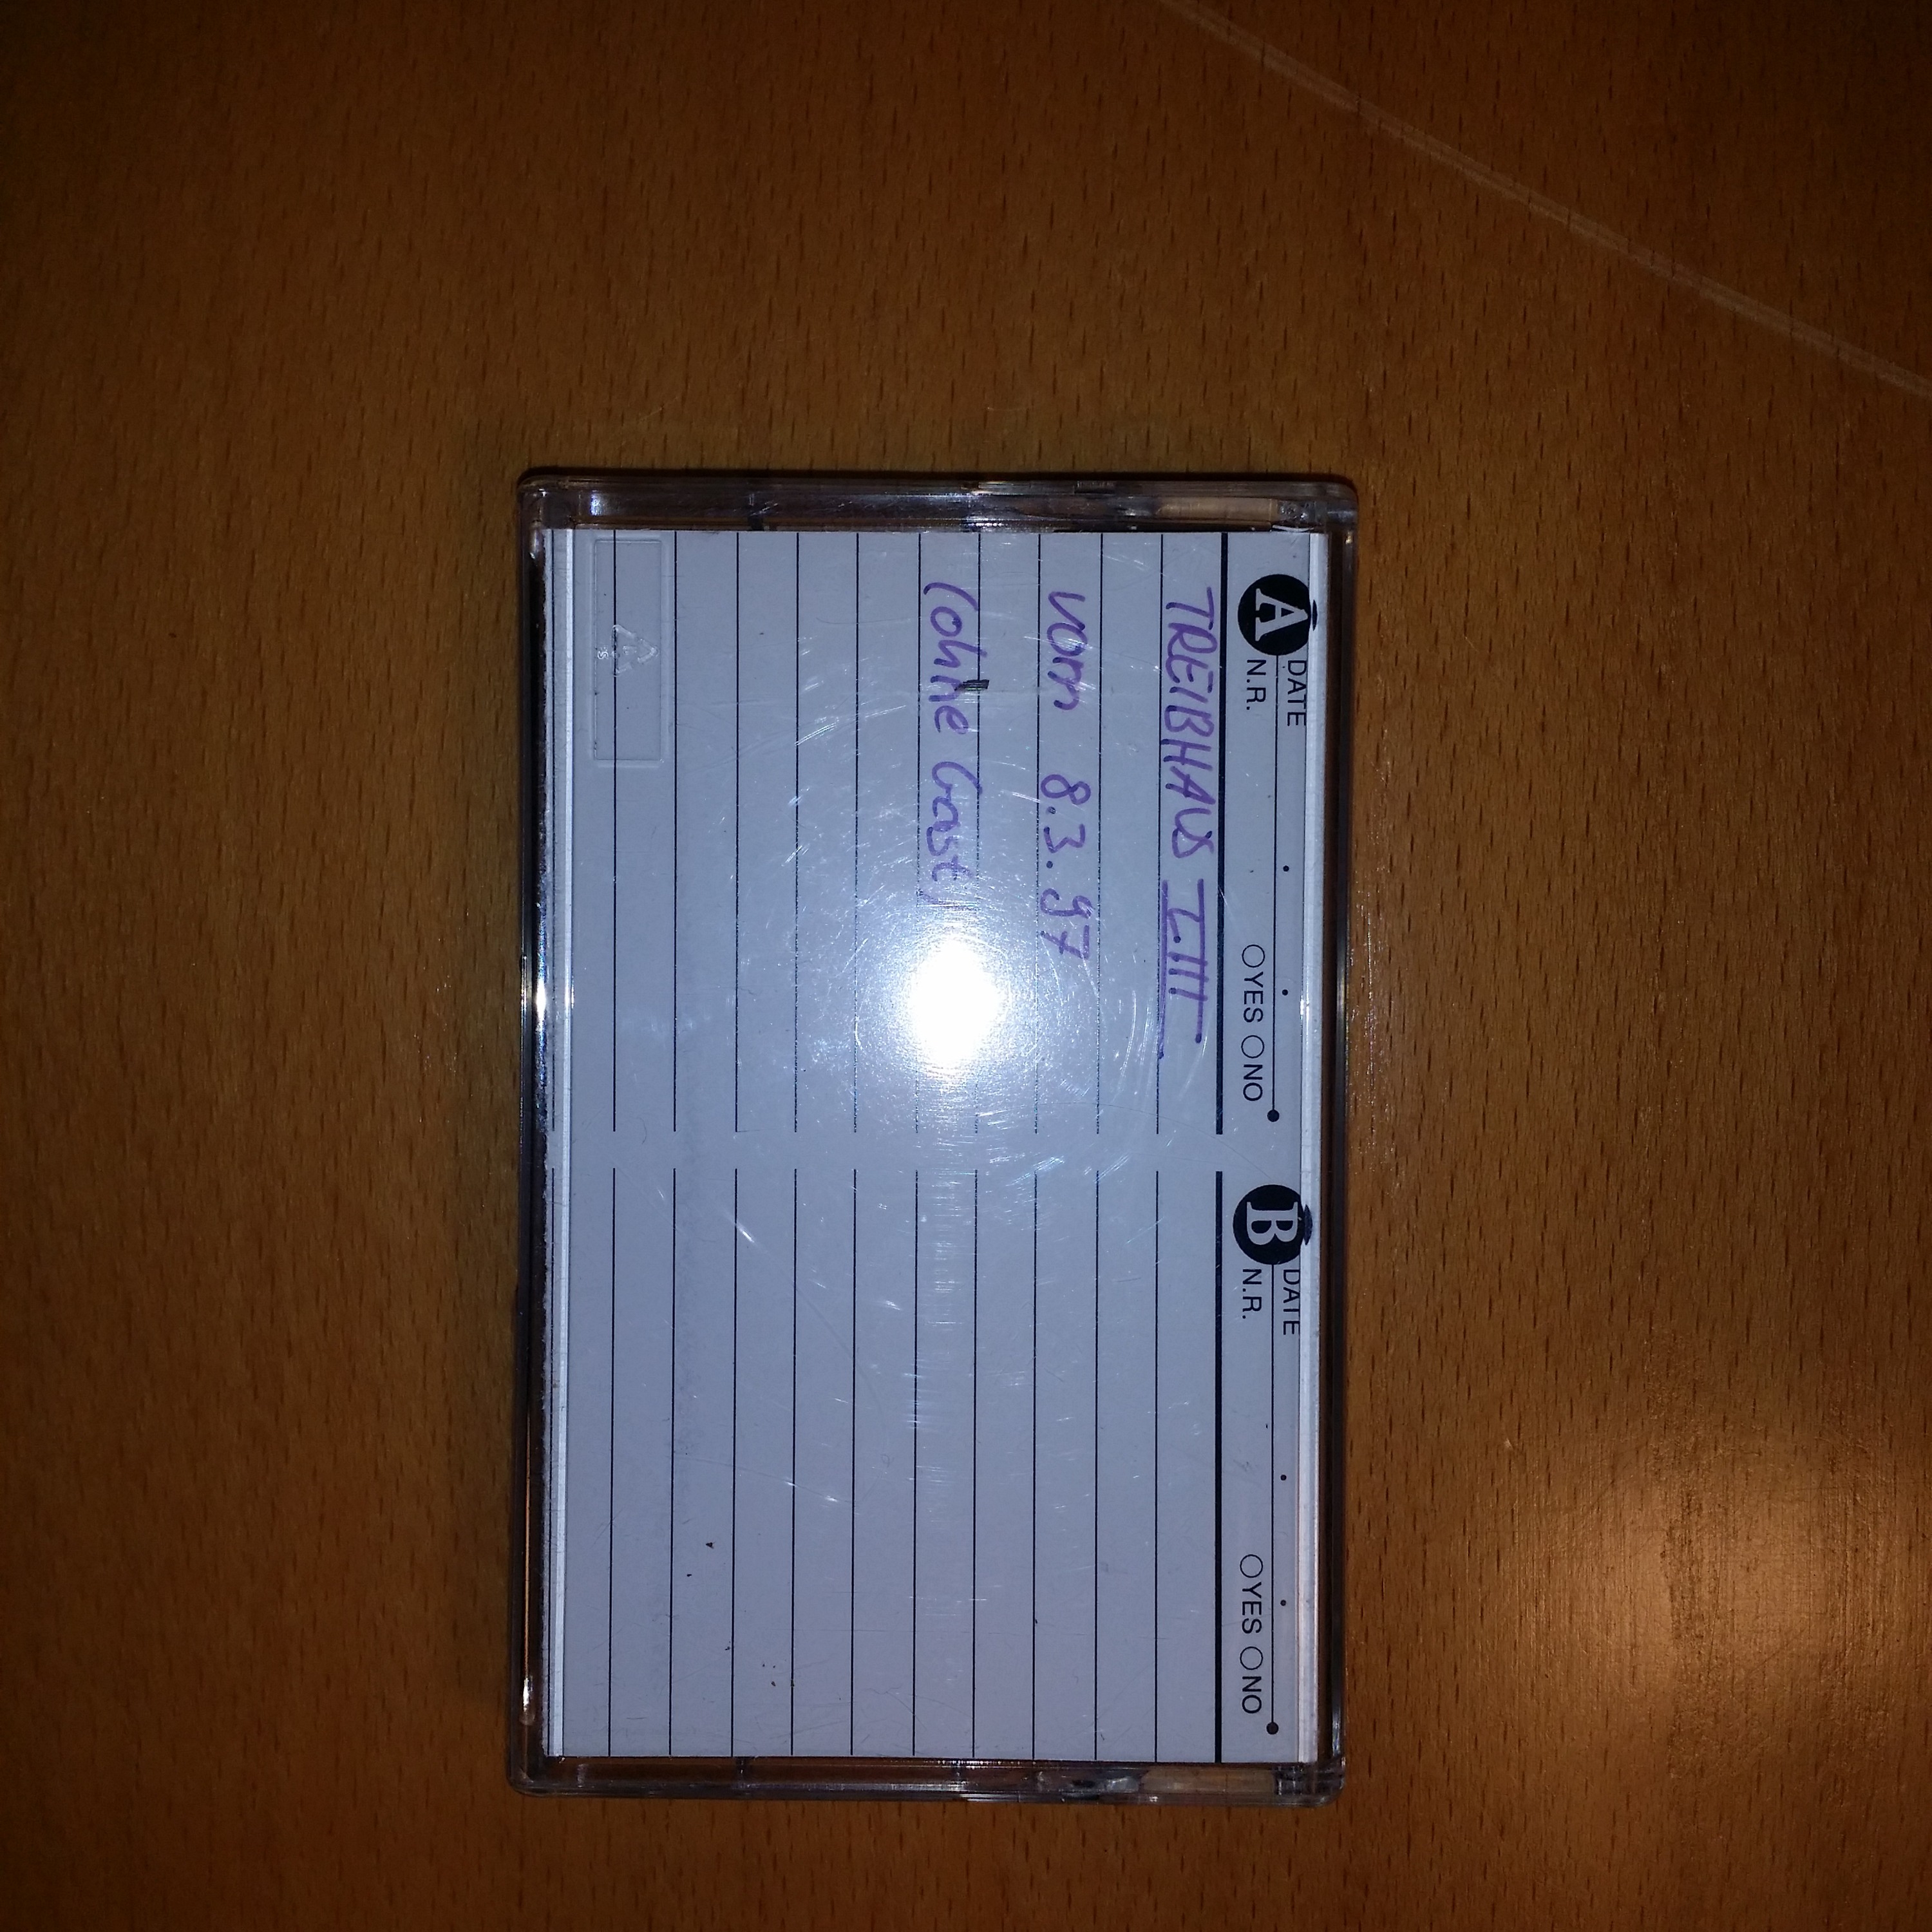 A DATE
N.R. ○YES ○NO
TREIBHAUS I.III
vom 8.3.97
(ohne Gast)
B DATE
N.R. ○YES ○NO